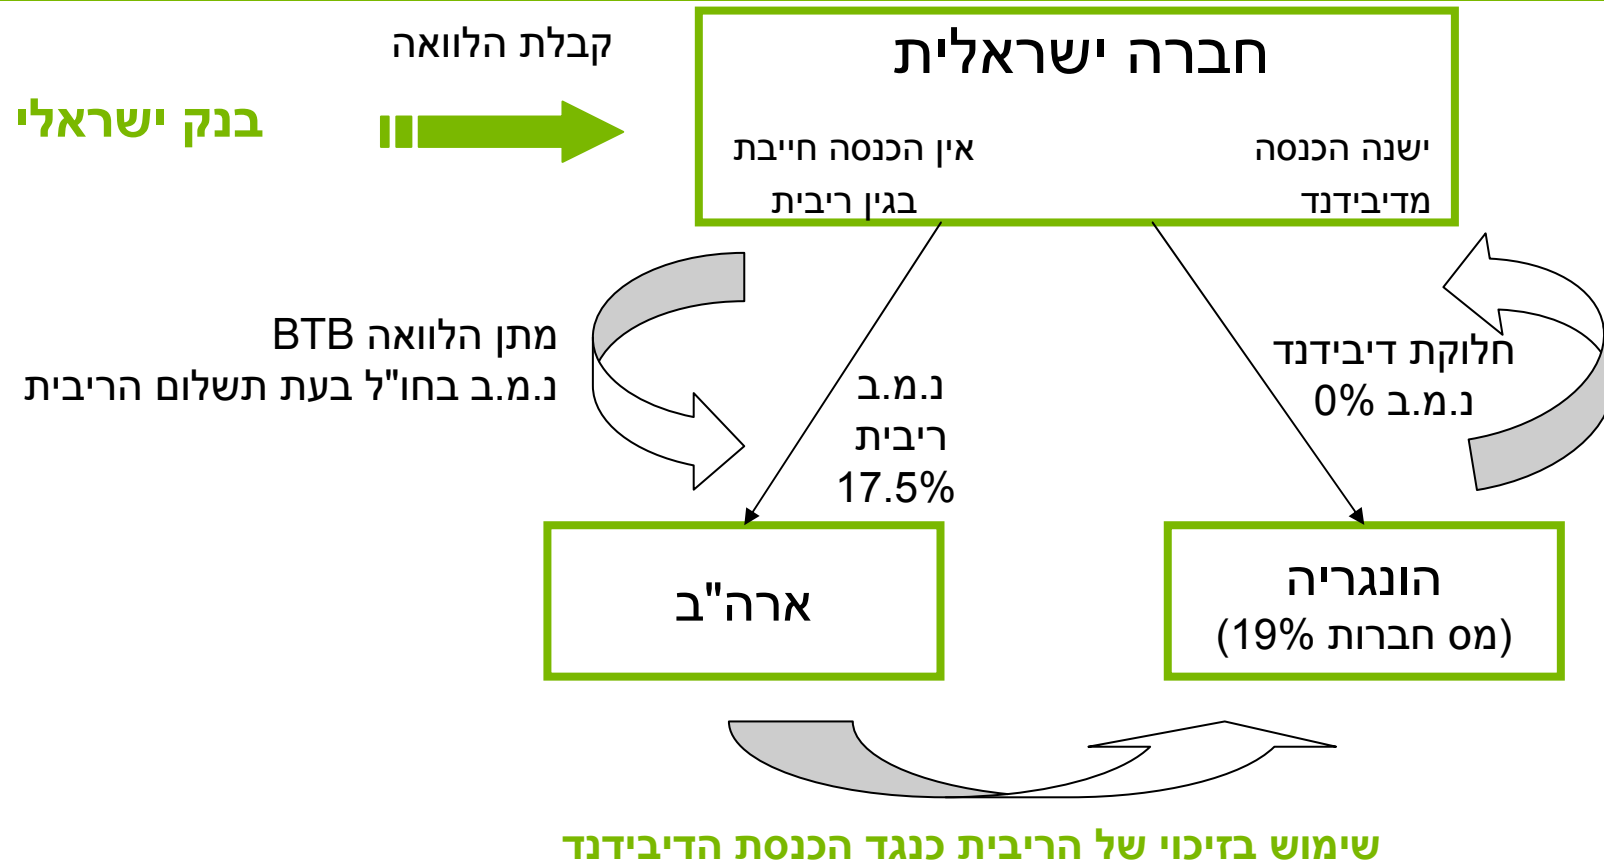 חברה ישראלית
ישנה הכנסה
מדיבידנד
אין הכנסה חייבת
בגין ריבית
קבלת הלוואה
בנק ישראלי
חלוקת דיבידנד
נ.מ.ב 0%
נ.מ.ב
ריבית
17.5%
מתן הלוואה BTB
נ.מ.ב בחו"ל בעת תשלום הריבית
הונגריה
(מס חברות 19%)
ארה"ב
שימוש בזיכוי של הריבית כנגד הכנסת הדיבידנד